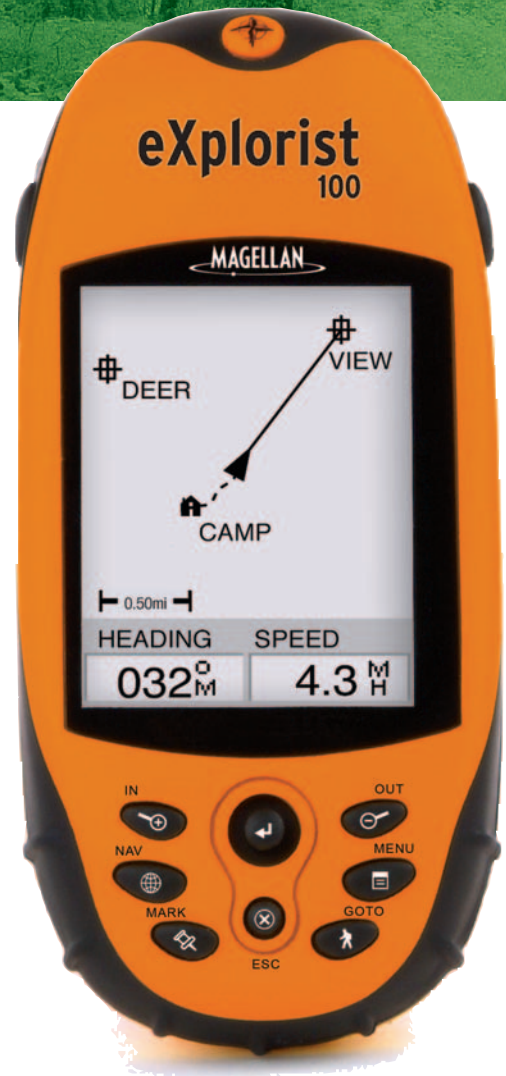 eXplorist
100
MAGELLAN
VIEW
DEER
CAMP
0.50mi
HEADING SPEED
032°M 4.3 MH
IN OUT
NAV MENU
MARK GOTO
ESC